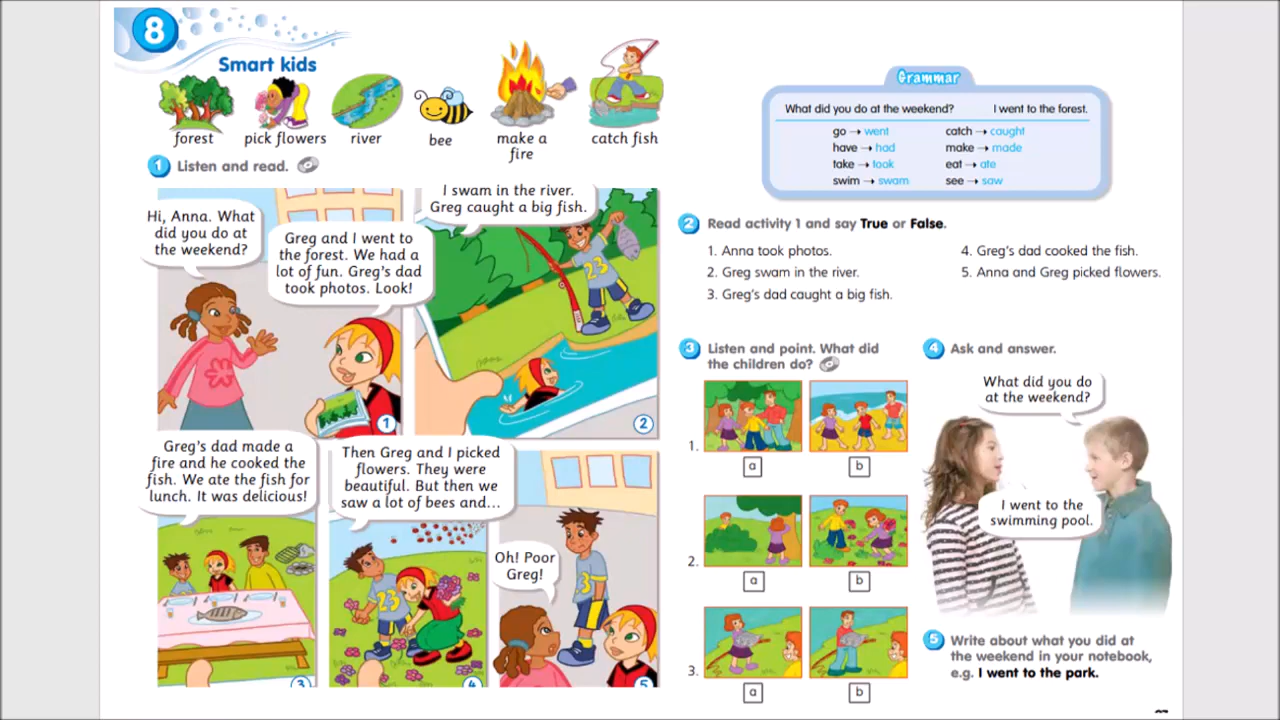 8
Smart kids
forest
pick flowers
river
bee
make a
fire
catch fish
1 Listen and read.
Hi, Anna. What
did you do at
the weekend?
Greg and I went to
the forest. We had
a lot of fun. Greg's dad
took photos. Look!
1
I swam in the river.
Greg caught a big fish.
23
2
Greg's dad made a
fire and he cooked the
fish. We ate the fish for
lunch. It was delicious!
3
Then Greg and I picked
flowers. They were
beautiful. But then we
saw a lot of bees and...
23
4
Oh! Poor
Greg!
5
Grammar
What did you do at the weekend? I went to the forest.
go → went catch → caught
have → had make → made
take → took eat → ate
swim → swam see → saw
2 Read activity 1 and say True or False.
1. Anna took photos.
2. Greg swam in the river.
3. Greg's dad caught a big fish.
4. Greg's dad cooked the fish.
5. Anna and Greg picked flowers.
3 Listen and point. What did
the children do?
1.
a b
2.
a b
3.
a b
4 Ask and answer.
What did you do
at the weekend?
I went to the
swimming pool.
5 Write about what you did at
the weekend in your notebook,
e.g. I went to the park.